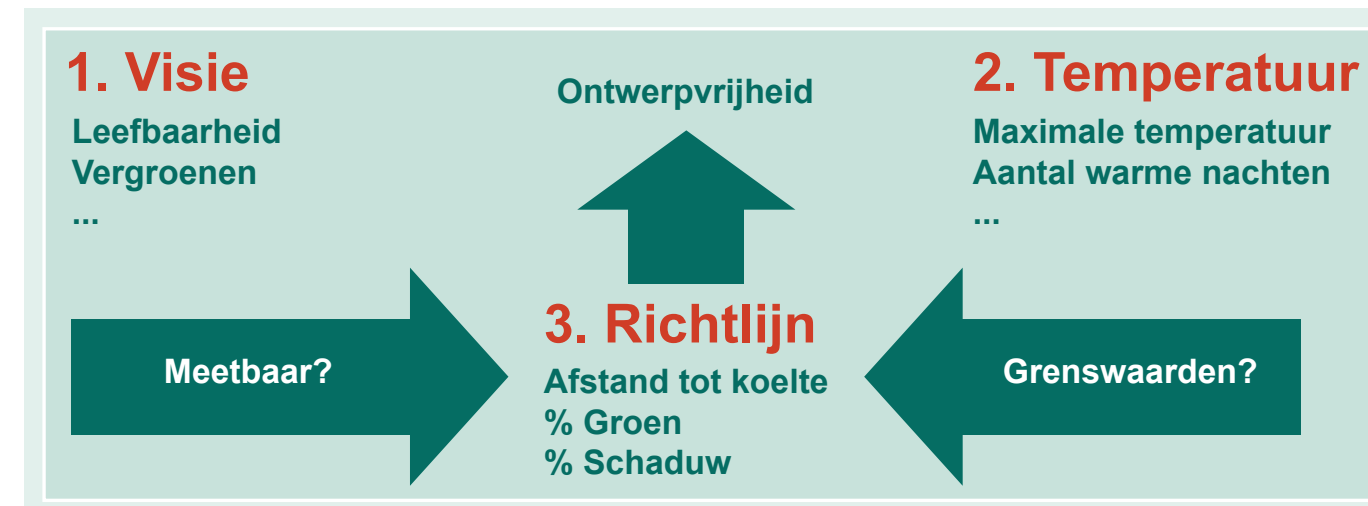 1. Visie
Leefbaarheid
Vergroenen
...
Ontwerpvrijheid
2. Temperatuur
Maximale temperatuur
Aantal warme nachten
...
Meetbaar?
3. Richtlijn
Afstand tot koelte
% Groen
% Schaduw
Grenswaarden?